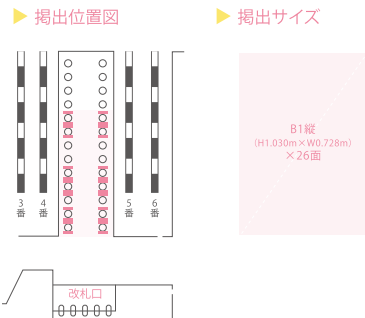 掲出位置図
掲出サイズ
B1縦
(H1.030m×W0.728m)
×26面
3番
4番
5番
6番
改札口